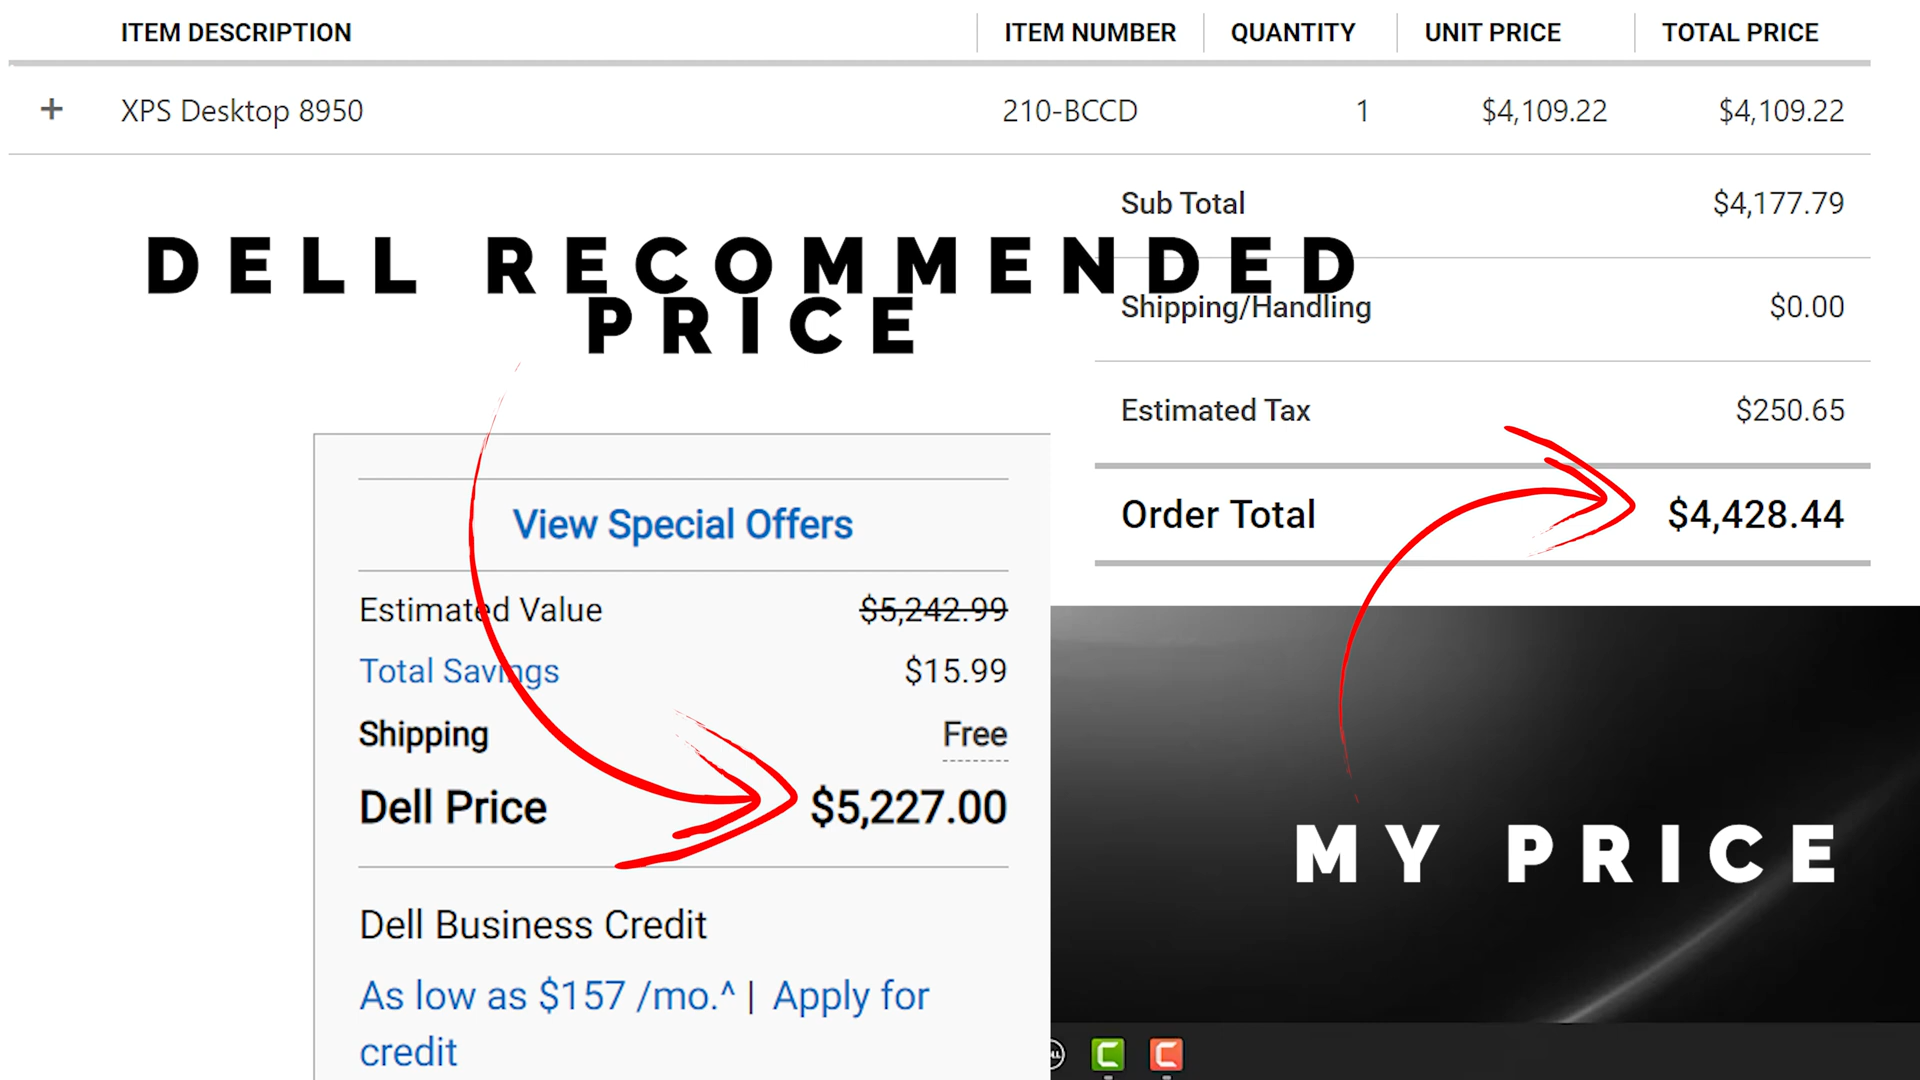 ITEM DESCRIPTION ITEM NUMBER QUANTITY UNIT PRICE TOTAL PRICE
+ XPS Desktop 8950 210-BCCD 1 $4,109.22 $4,109.22
Sub Total $4,177.79
Shipping/Handling $0.00
Estimated Tax $250.65
Order Total $4,428.44
DELL RECOMMENDED
PRICE
View Special Offers
Estimated Value $5,242.99
Total Savings $15.99
Shipping Free
Dell Price $5,227.00
Dell Business Credit
As low as $157 /mo.^ | Apply for
credit
MY PRICE